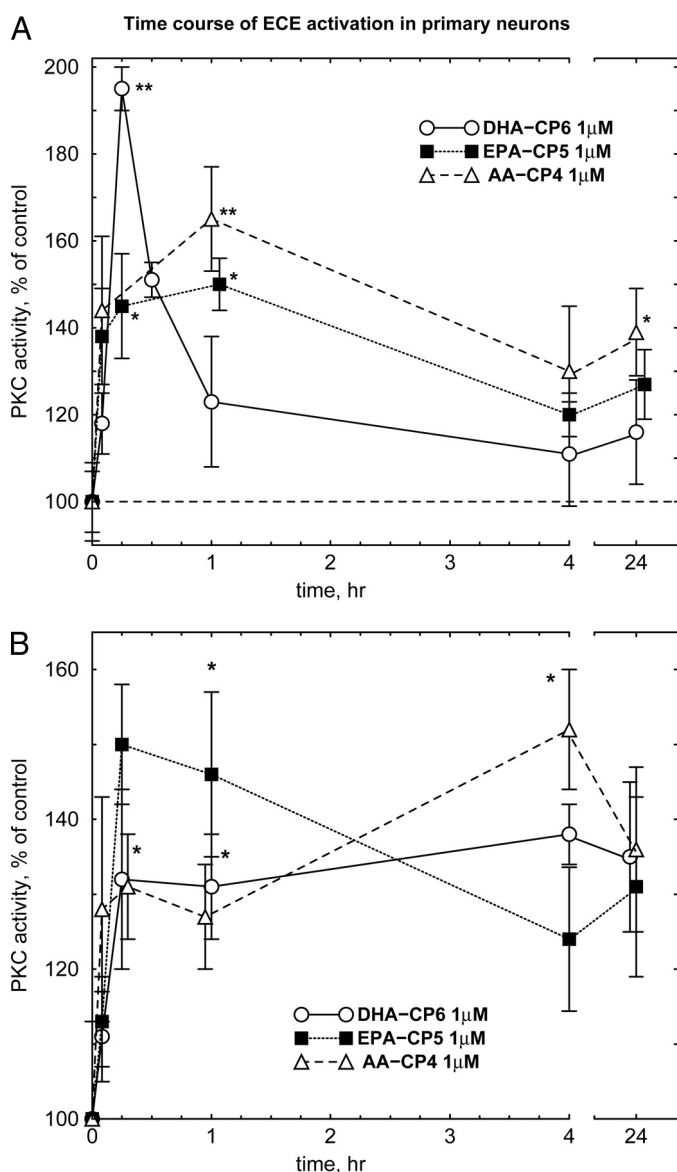 A
Time course of ECE activation in primary neurons
200
180
160
140
120
100
PKC activity, % of control
DHA−CP6 1μM
EPA−CP5 1μM
AA−CP4 1μM
**
**
*
*
*
0 1 2 3 4 24
time, hr
B
160
140
120
100
PKC activity, % of control
*
*
*
*
DHA−CP6 1μM
EPA−CP5 1μM
AA−CP4 1μM
0 1 2 3 4 24
time, hr